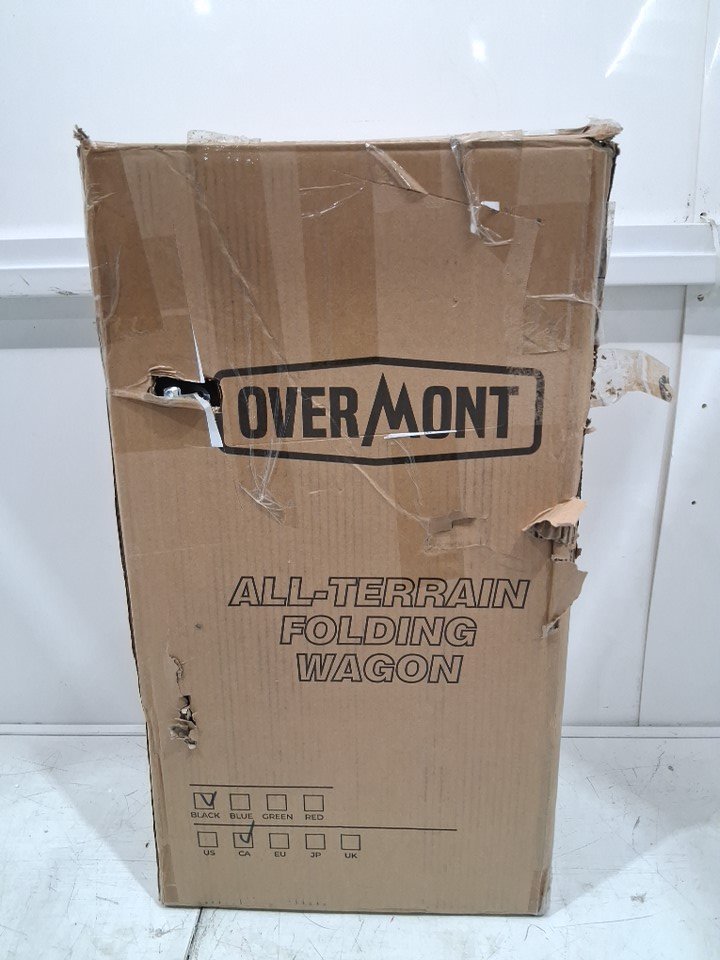 OVERMONT
ALL-TERRAIN
FOLDING
WAGON
BLACK BLUE GREEN RED
US CA EU JP UK